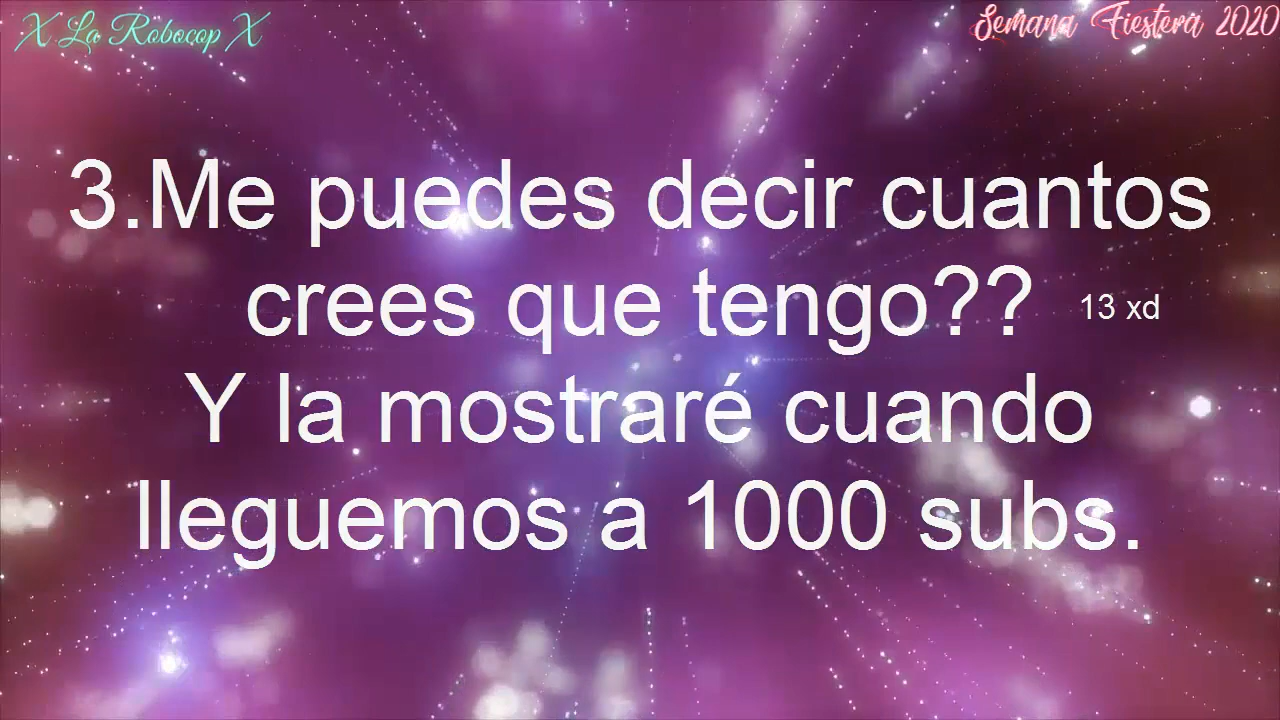 X La Robocop X
Semana Fiestera 2020
3.Me puedes decir cuantos
crees que tengo??
13 xd
Y la mostraré cuando
lleguemos a 1000 subs.